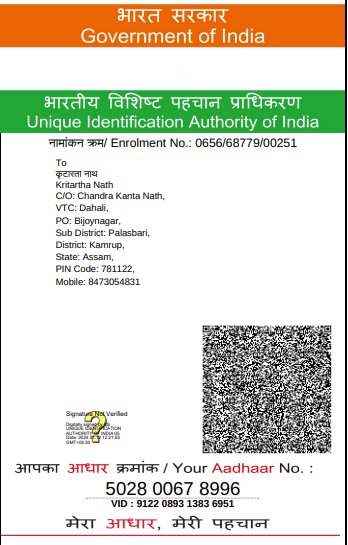 भारत सरकार
Government of India
भारतीय विशिष्ट पहचान प्राधिकरण
Unique Identification Authority of India
नामांकन क्रम/ Enrolment No.: 0656/68779/00251
To
कृटारता नाथ
Kritartha Nath
C/O: Chandra Kanta Nath,
VTC: Dahali,
PO: Bijoynagar,
Sub District: Palasbari,
District: Kamrup,
State: Assam,
PIN Code: 781122,
Mobile: 8473054831
Signature Not Verified
Digitally signed by
UNIQUE IDENTIFICATION
AUTHORITY OF INDIA 05
Date: 2024
GMT+05:30
आपका आधार क्रमांक / Your Aadhaar No. :
5028 0067 8996
VID : 9122 0893 1383 6951
मेरा आधार, मेरी पहचान